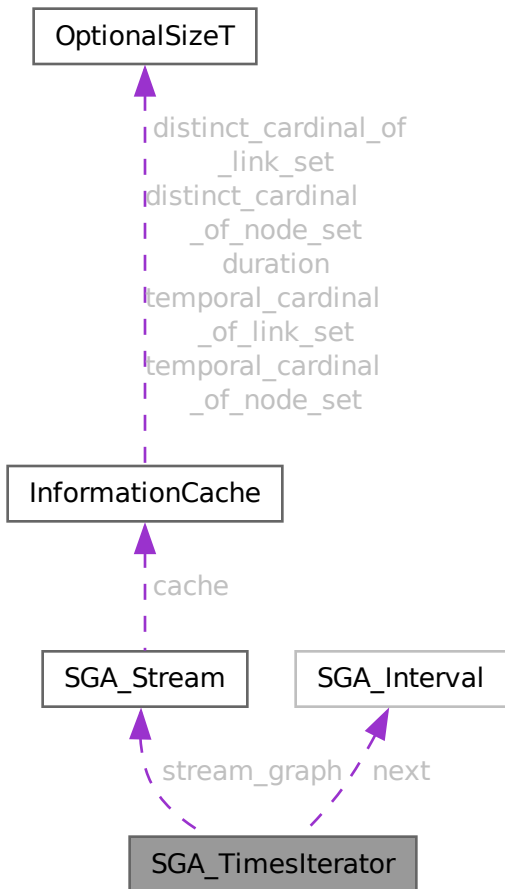 OptionalSizeT
distinct_cardinal_of
_link_set
distinct_cardinal
_of_node_set
duration
temporal_cardinal
_of_link_set
temporal_cardinal
_of_node_set
InformationCache
cache
SGA_Stream
SGA_Interval
stream_graph
next
SGA_TimesIterator